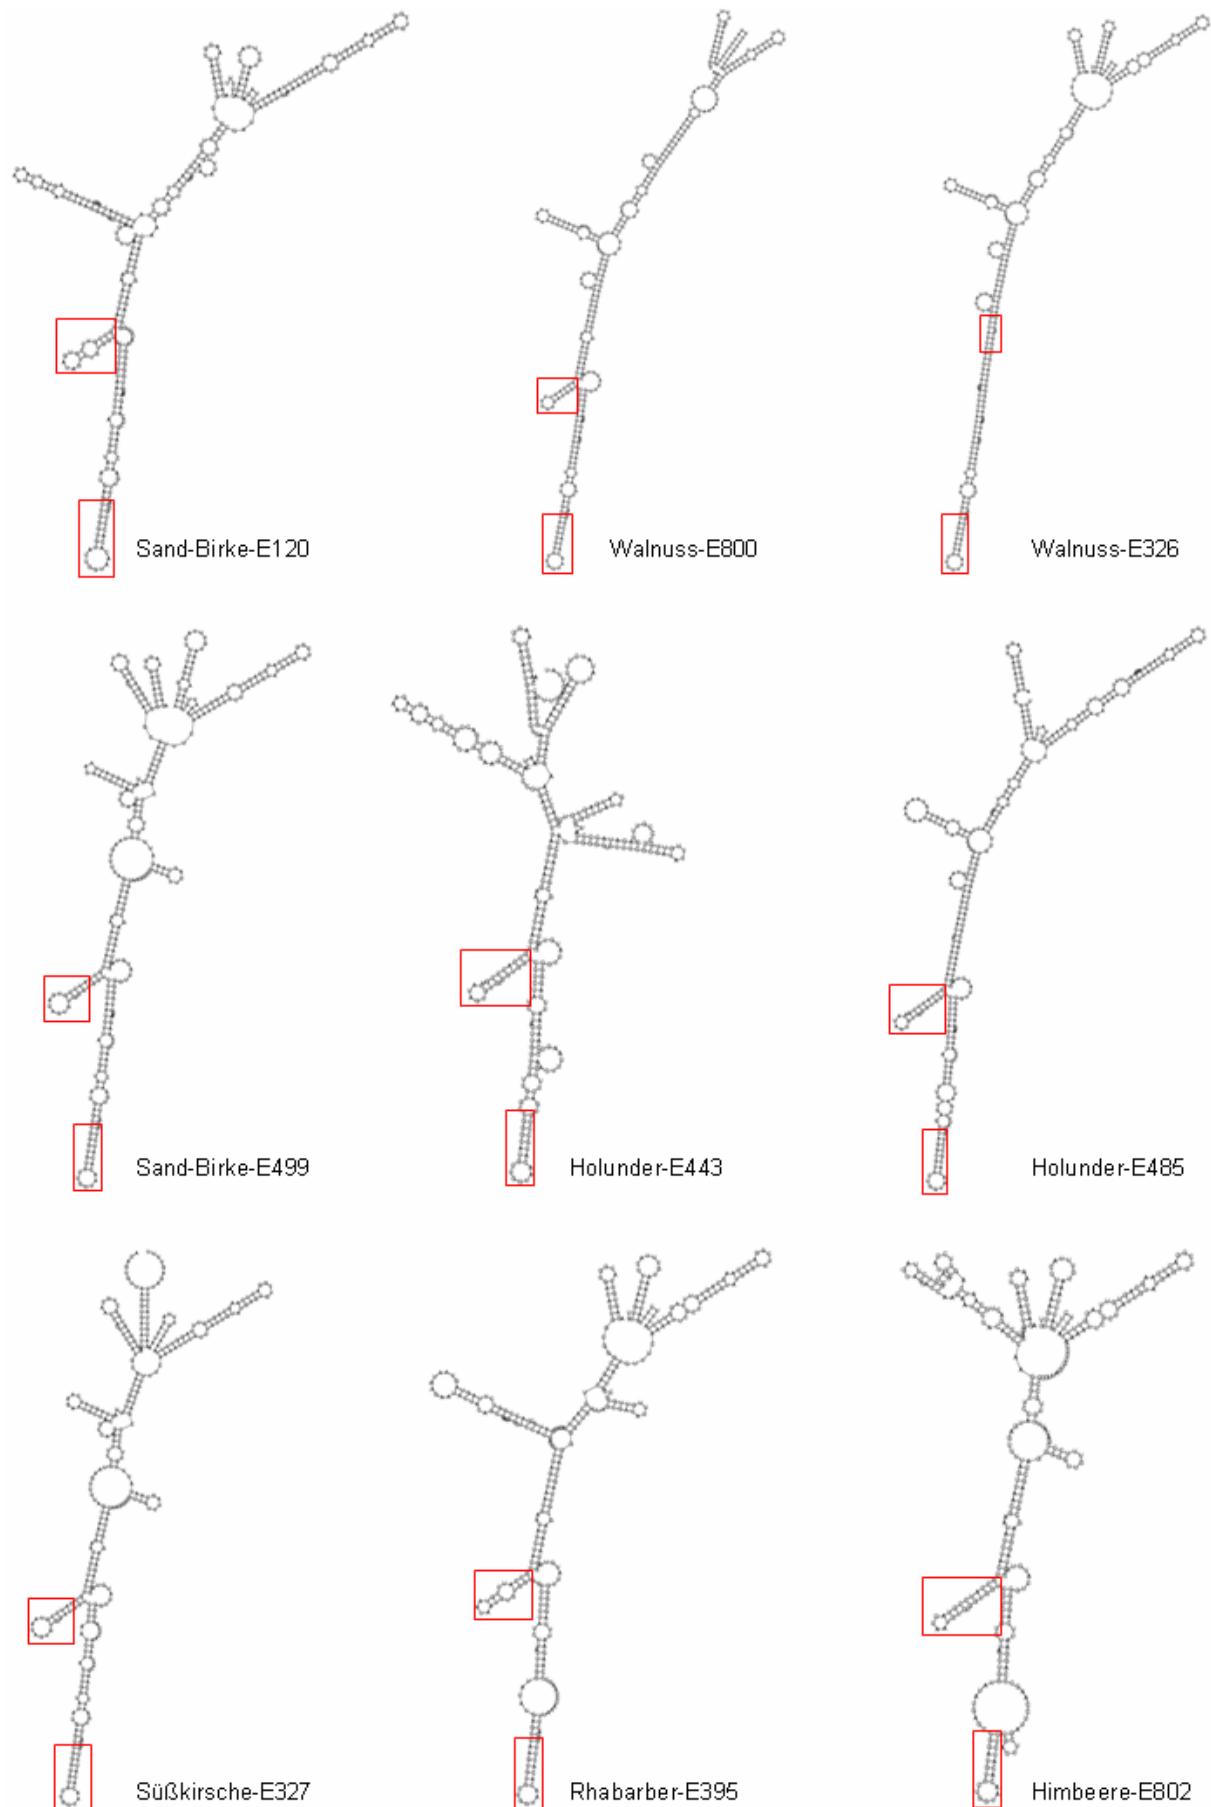 Sand-Birke-E120
Walnuss-E800
Walnuss-E326
Sand-Birke-E499
Holunder-E443
Holunder-E485
Süßkirsche-E327
Rhabarber-E395
Himbeere-E802